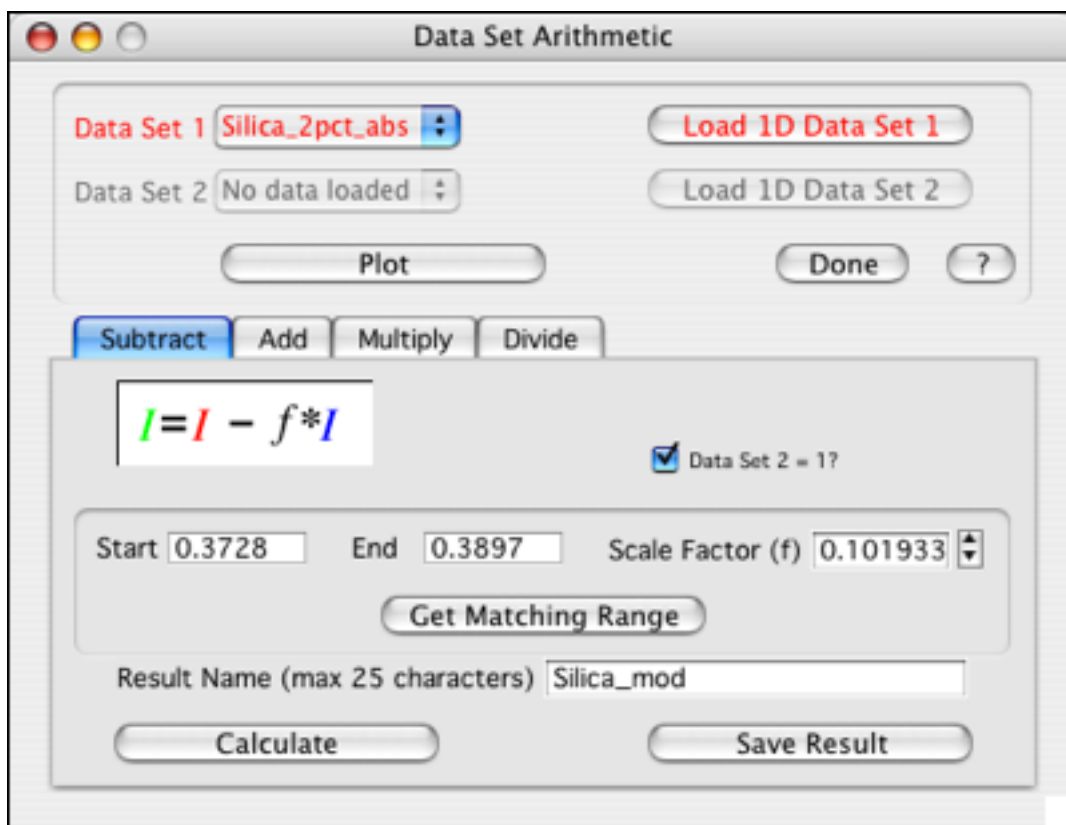 Data Set Arithmetic
Data Set 1 Silica_2pct_abs Load 1D Data Set 1
Data Set 2 No data loaded Load 1D Data Set 2
Plot Done ?
Subtract Add Multiply Divide
I=I - f*I
Data Set 2 = 1?
Start 0.3728 End 0.3897 Scale Factor (f) 0.101933
Get Matching Range
Result Name (max 25 characters) Silica_mod
Calculate Save Result